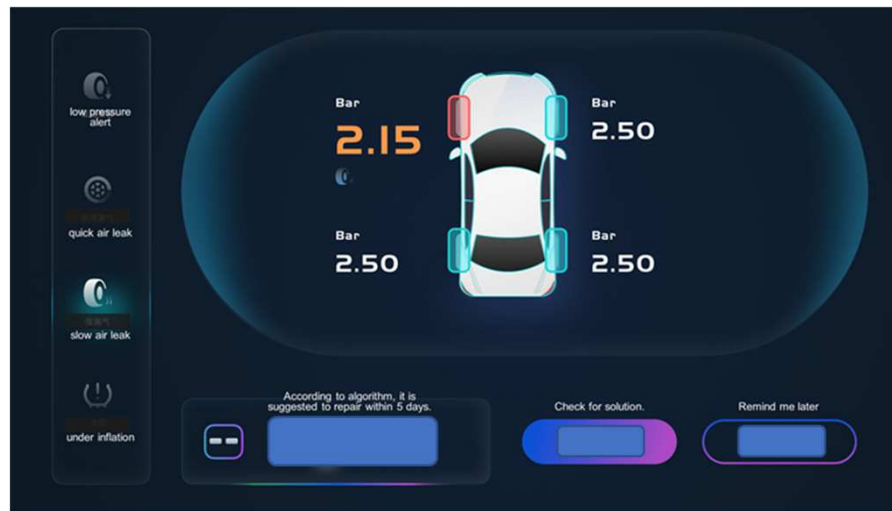 low pressure
alert
quick air leak
slow air leak
under inflation
Bar
2.15
Bar
2.50
Bar
2.50
Bar
2.50
According to algorithm, it is
suggested to repair within 5 days.
Check for solution.
Remind me later